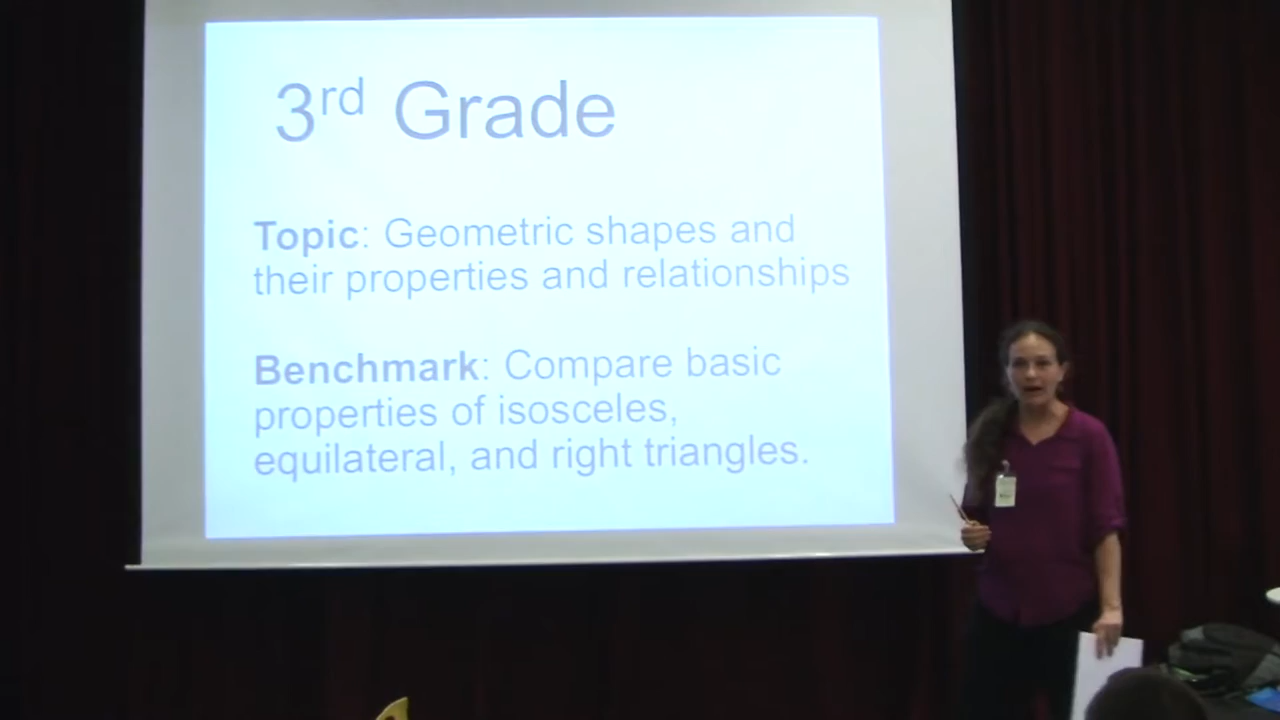 3rd Grade
Topic: Geometric shapes and
their properties and relationships
Benchmark: Compare basic
properties of isosceles,
equilateral, and right triangles.